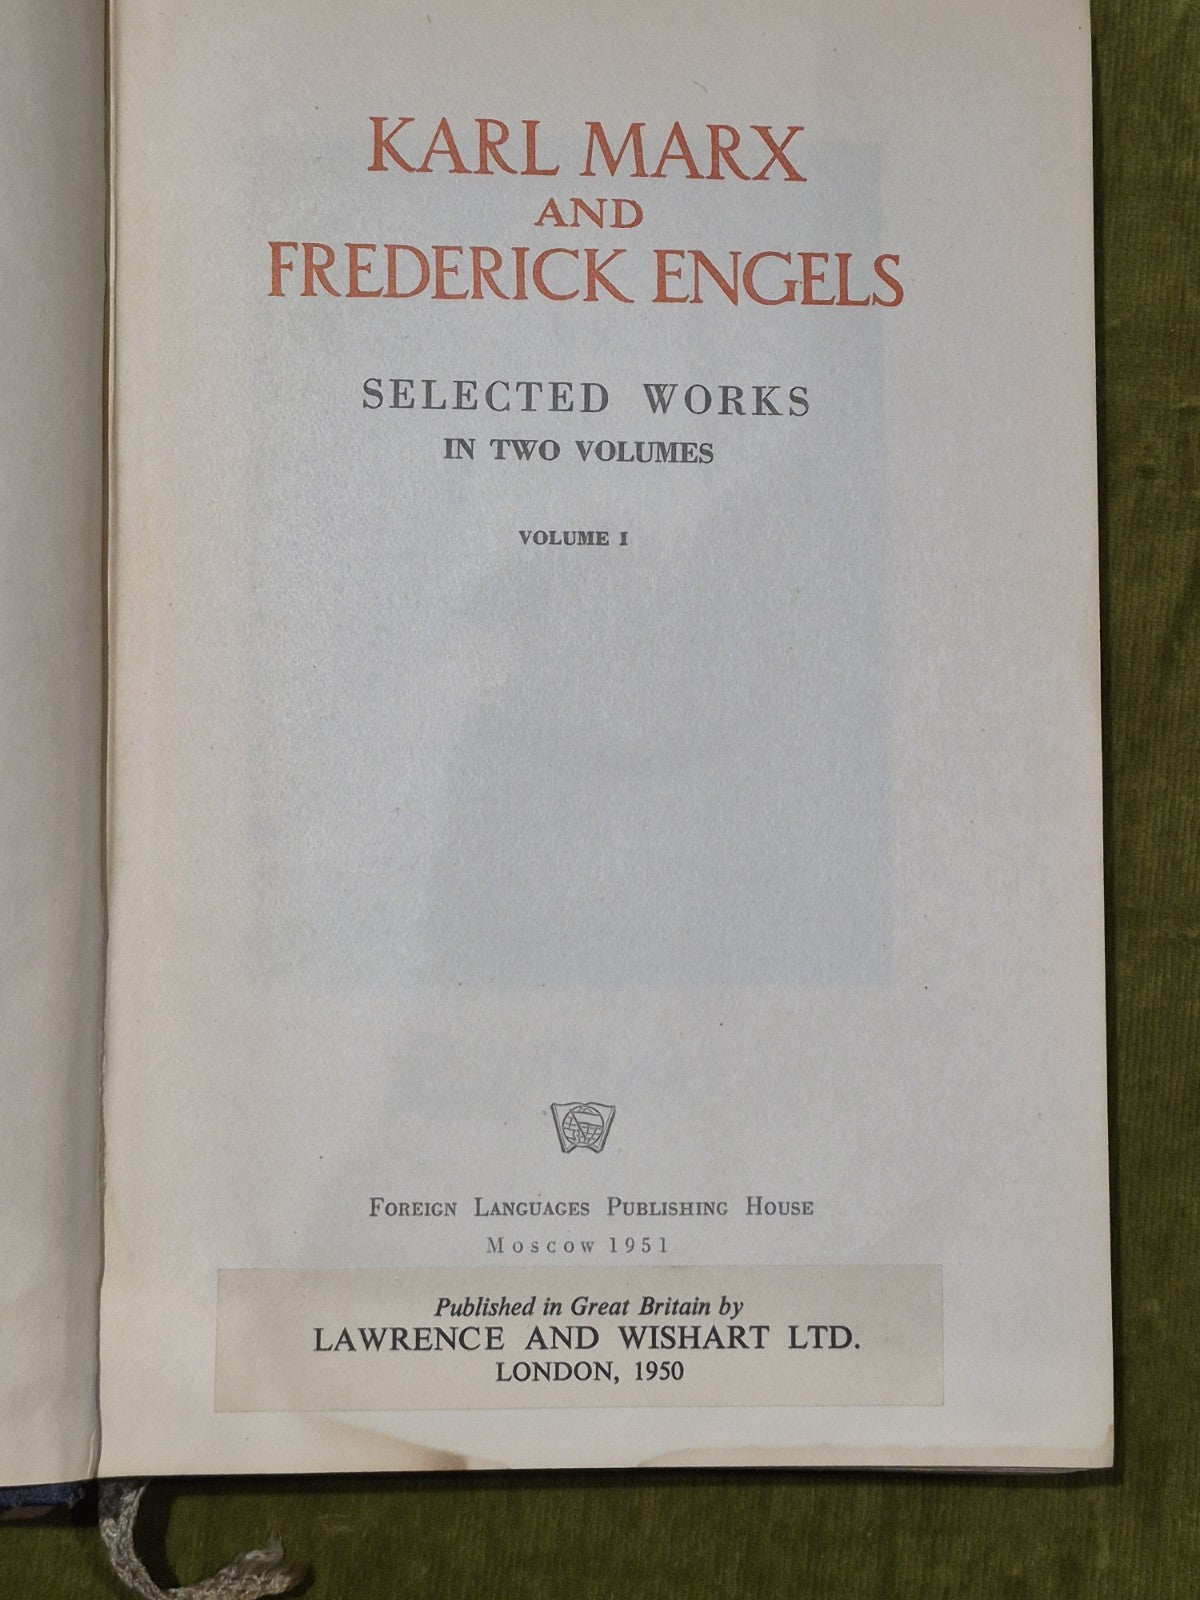 KARL MARX
AND
FREDERICK ENGELS
SELECTED WORKS
IN TWO VOLUMES
VOLUME I
FOREIGN LANGUAGES PUBLISHING HOUSE
Moscow 1951
Published in Great Britain by
LAWRENCE AND WISHART LTD.
LONDON, 1950